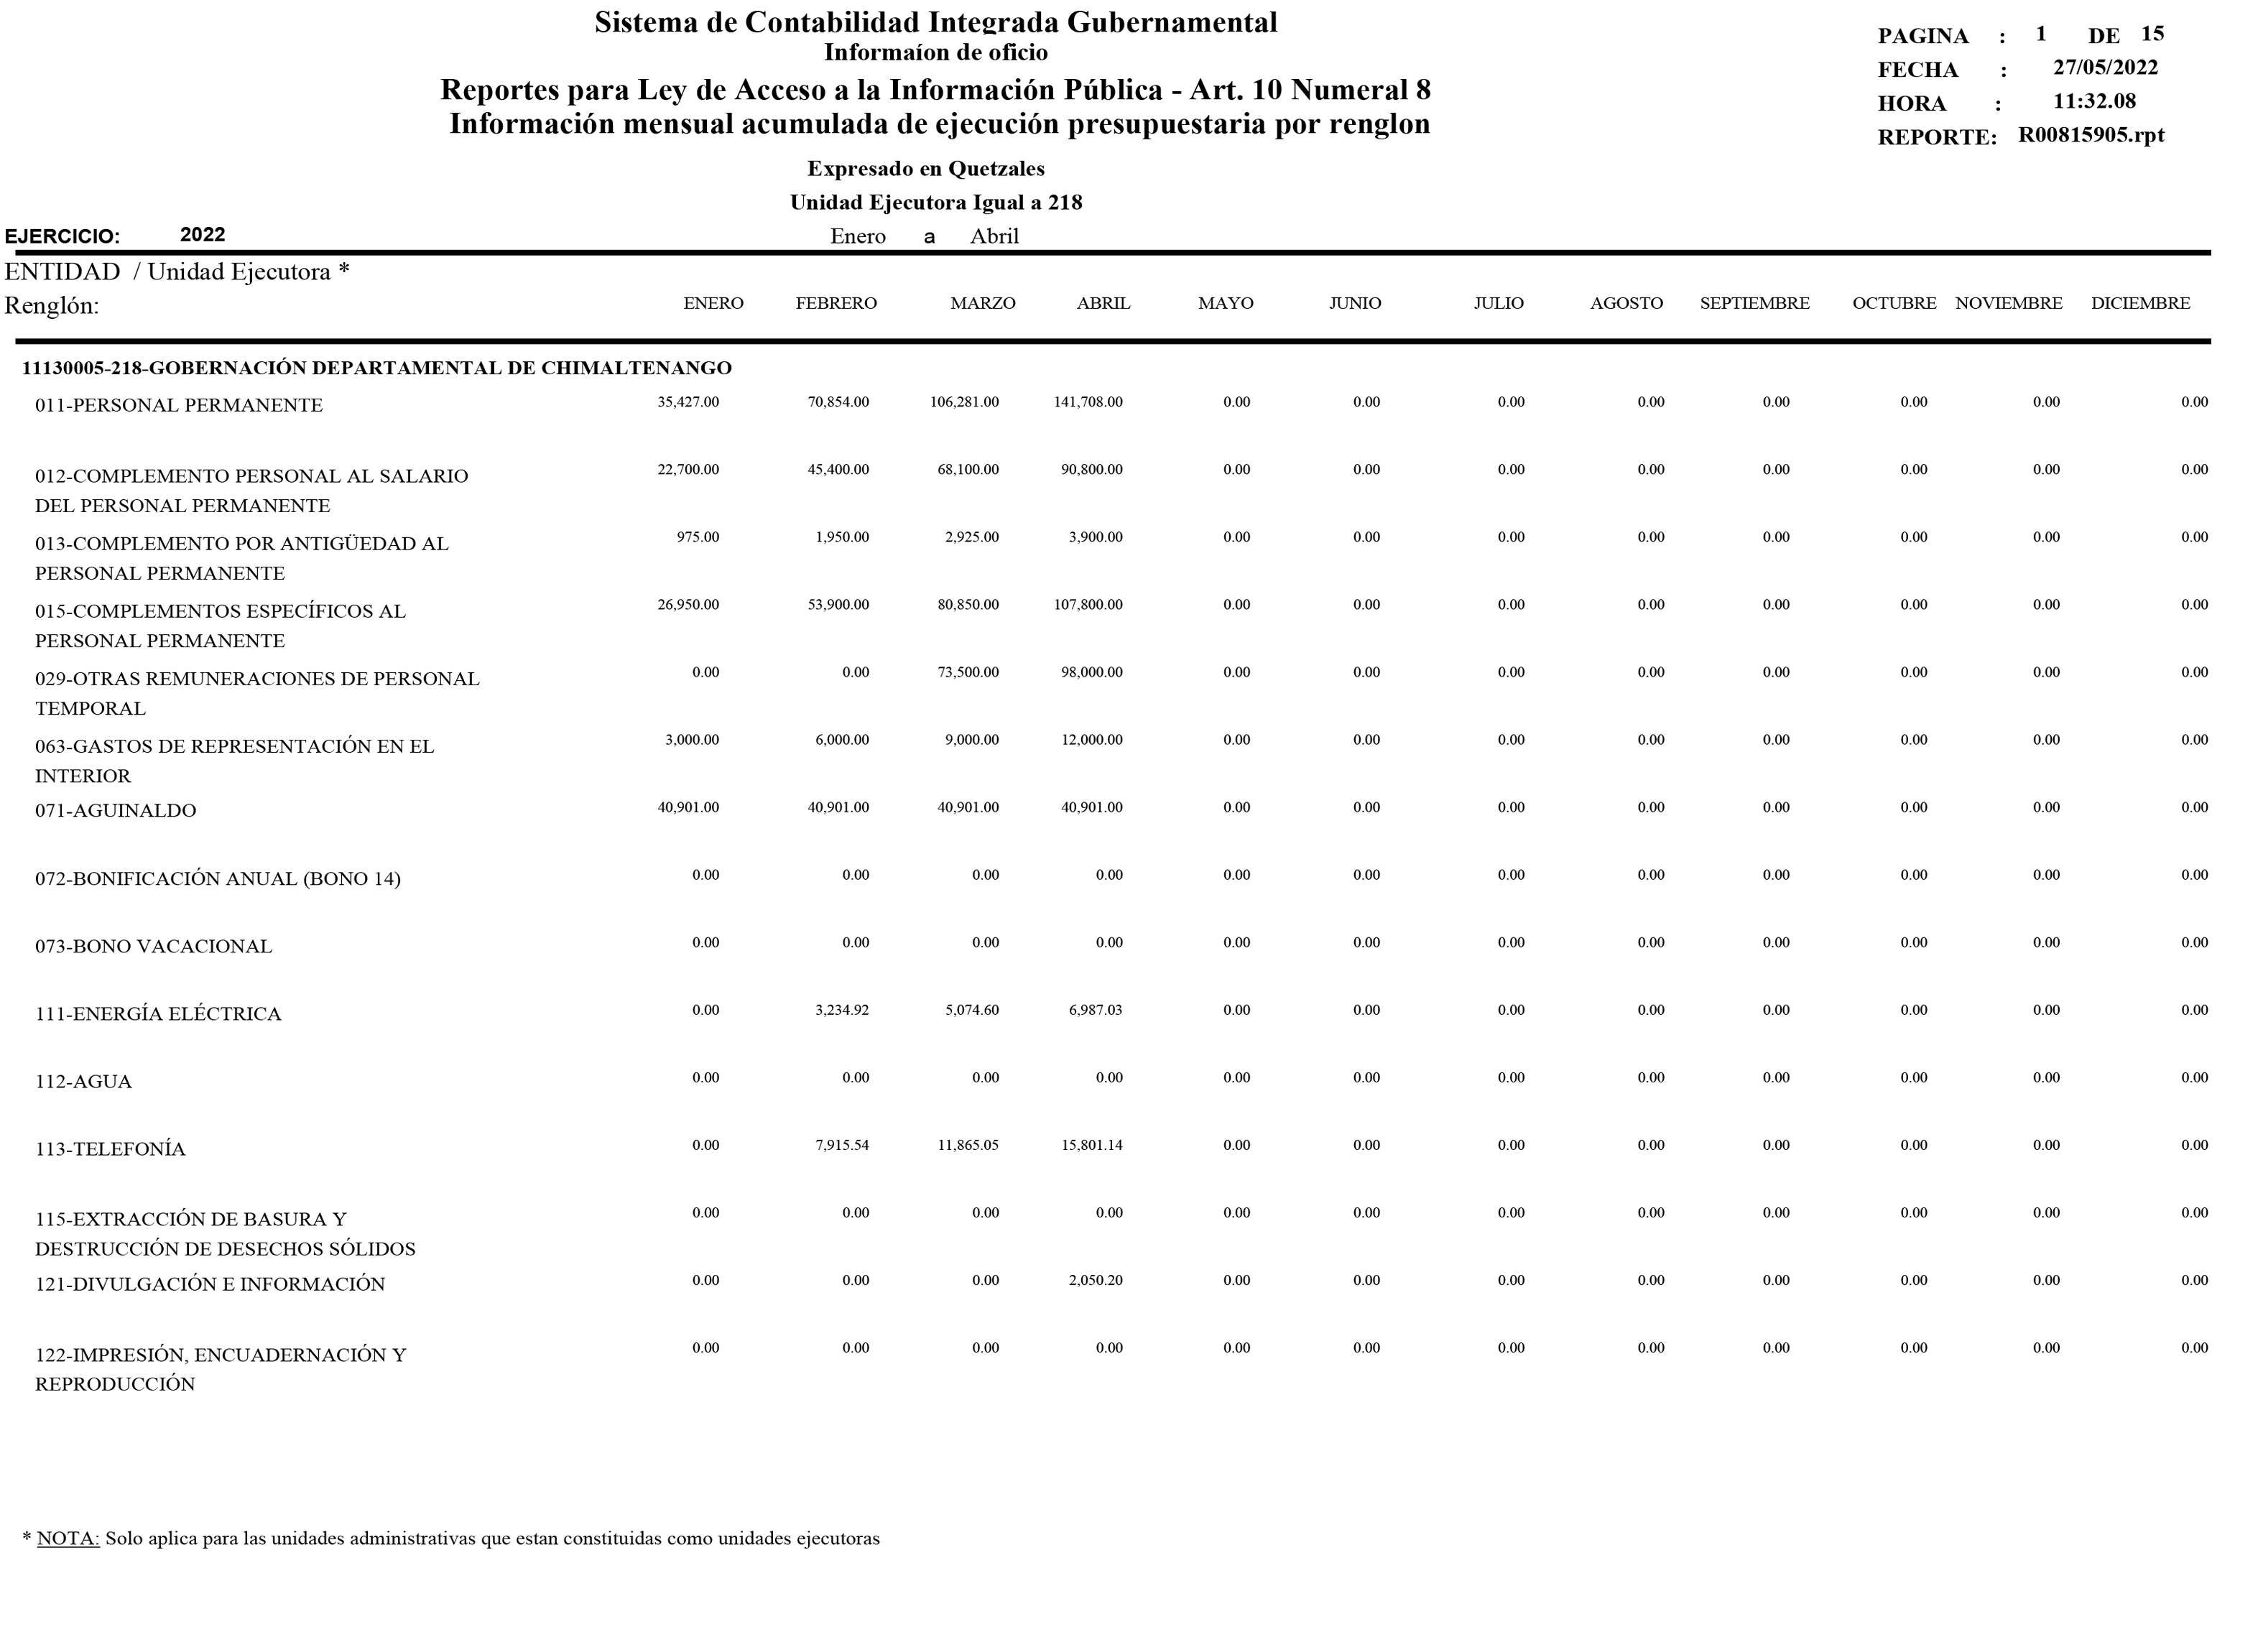 Sistema de Contabilidad Integrada Gubernamental
Informaíon de oficio
Reportes para Ley de Acceso a la Información Pública - Art. 10 Numeral 8
Información mensual acumulada de ejecución presupuestaria por renglon
Expresado en Quetzales
Unidad Ejecutora Igual a 218
PAGINA : 1 DE 15
FECHA : 27/05/2022
HORA : 11:32.08
REPORTE: R00815905.rpt
EJERCICIO: 2022 Enero a Abril
ENTIDAD / Unidad Ejecutora *
Renglón: ENERO FEBRERO MARZO ABRIL MAYO JUNIO JULIO AGOSTO SEPTIEMBRE OCTUBRE NOVIEMBRE DICIEMBRE
11130005-218-GOBERNACIÓN DEPARTAMENTAL DE CHIMALTENANGO
011-PERSONAL PERMANENTE 35,427.00 70,854.00 106,281.00 141,708.00 0.00 0.00 0.00 0.00 0.00 0.00 0.00 0.00
012-COMPLEMENTO PERSONAL AL SALARIO 22,700.00 45,400.00 68,100.00 90,800.00 0.00 0.00 0.00 0.00 0.00 0.00 0.00 0.00
DEL PERSONAL PERMANENTE
013-COMPLEMENTO POR ANTIGÜEDAD AL 975.00 1,950.00 2,925.00 3,900.00 0.00 0.00 0.00 0.00 0.00 0.00 0.00 0.00
PERSONAL PERMANENTE
015-COMPLEMENTOS ESPECÍFICOS AL 26,950.00 53,900.00 80,850.00 107,800.00 0.00 0.00 0.00 0.00 0.00 0.00 0.00 0.00
PERSONAL PERMANENTE
029-OTRAS REMUNERACIONES DE PERSONAL 0.00 0.00 73,500.00 98,000.00 0.00 0.00 0.00 0.00 0.00 0.00 0.00 0.00
TEMPORAL
063-GASTOS DE REPRESENTACIÓN EN EL 3,000.00 6,000.00 9,000.00 12,000.00 0.00 0.00 0.00 0.00 0.00 0.00 0.00 0.00
INTERIOR
071-AGUINALDO 40,901.00 40,901.00 40,901.00 40,901.00 0.00 0.00 0.00 0.00 0.00 0.00 0.00 0.00
072-BONIFICACIÓN ANUAL (BONO 14) 0.00 0.00 0.00 0.00 0.00 0.00 0.00 0.00 0.00 0.00 0.00 0.00
073-BONO VACACIONAL 0.00 0.00 0.00 0.00 0.00 0.00 0.00 0.00 0.00 0.00 0.00 0.00
111-ENERGÍA ELÉCTRICA 0.00 3,234.92 5,074.60 6,987.03 0.00 0.00 0.00 0.00 0.00 0.00 0.00 0.00
112-AGUA 0.00 0.00 0.00 0.00 0.00 0.00 0.00 0.00 0.00 0.00 0.00 0.00
113-TELEFONÍA 0.00 7,915.54 11,865.05 15,801.14 0.00 0.00 0.00 0.00 0.00 0.00 0.00 0.00
115-EXTRACCIÓN DE BASURA Y 0.00 0.00 0.00 0.00 0.00 0.00 0.00 0.00 0.00 0.00 0.00 0.00
DESTRUCCIÓN DE DESECHOS SÓLIDOS
121-DIVULGACIÓN E INFORMACIÓN 0.00 0.00 0.00 2,050.20 0.00 0.00 0.00 0.00 0.00 0.00 0.00 0.00
122-IMPRESIÓN, ENCUADERNACIÓN Y 0.00 0.00 0.00 0.00 0.00 0.00 0.00 0.00 0.00 0.00 0.00 0.00
REPRODUCCIÓN
* NOTA: Solo aplica para las unidades administrativas que estan constituidas como unidades ejecutoras